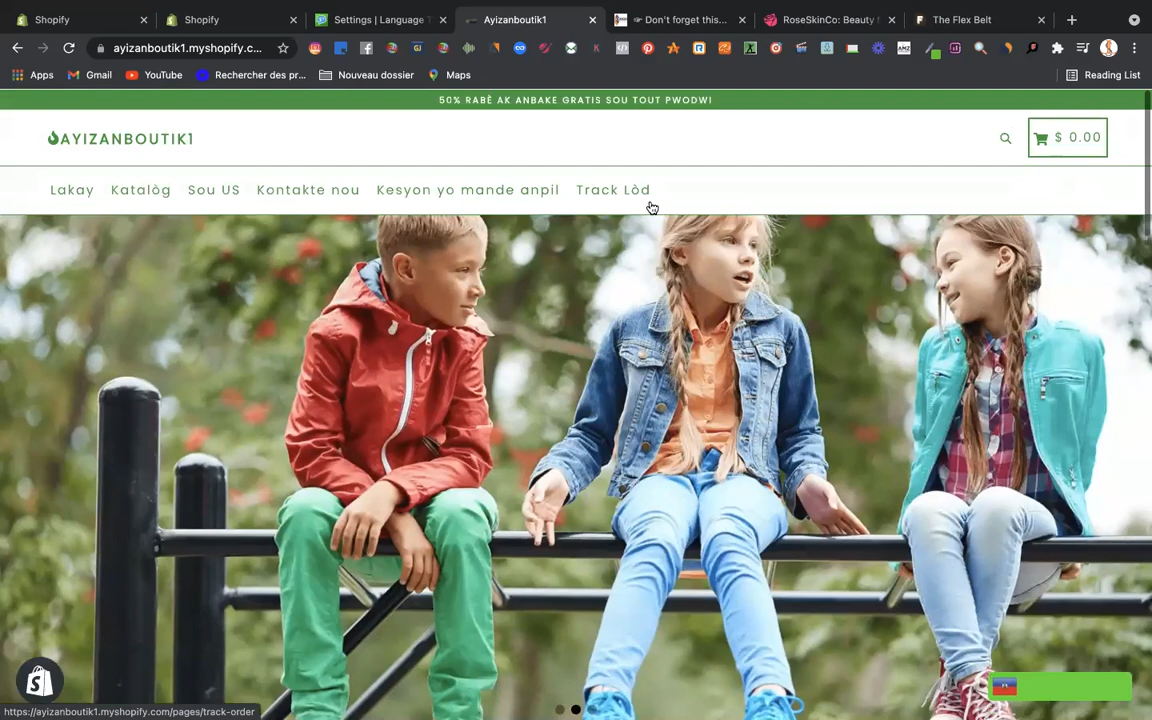 Shopify
Shopify
Settings | Language T
Ayizanboutik1
☞ Don't forget this...
RoseSkinCo: Beauty f
The Flex Belt
ayizanboutik1.myshopify.c...
Apps
Gmail
YouTube
Rechercher des pr...
Nouveau dossier
Maps
Reading List
50% RABÈ AK ANBAKE GRATIS SOU TOUT PWODWI
AYIZANBOUTIK1
$ 0.00
Lakay
Katalòg
Sou US
Kontakte nou
Kesyon yo mande anpil
Track Lòd
https://ayizanboutik1.myshopify.com/pages/track-order